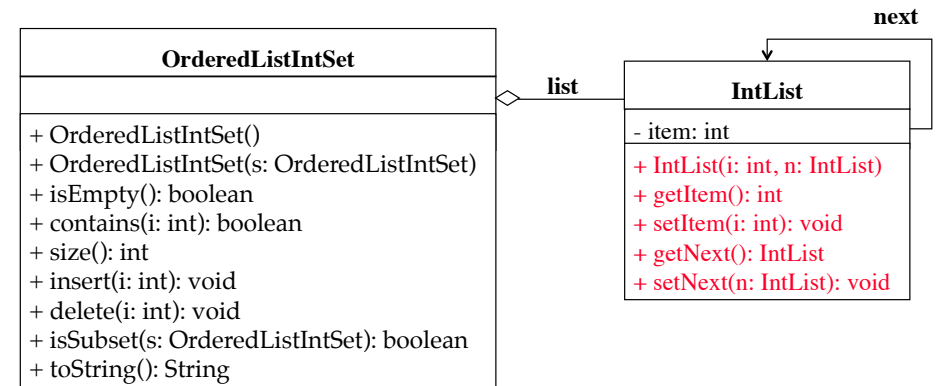 OrderedListIntSet
+ OrderedListIntSet()
+ OrderedListIntSet(s: OrderedListIntSet)
+ isEmpty(): boolean
+ contains(i: int): boolean
+ size(): int
+ insert(i: int): void
+ delete(i: int): void
+ isSubset(s: OrderedListIntSet): boolean
+ toString(): String
list
next
IntList
- item: int
+ IntList(i: int, n: IntList)
+ getItem(): int
+ setItem(i: int): void
+ getNext(): IntList
+ setNext(n: IntList): void